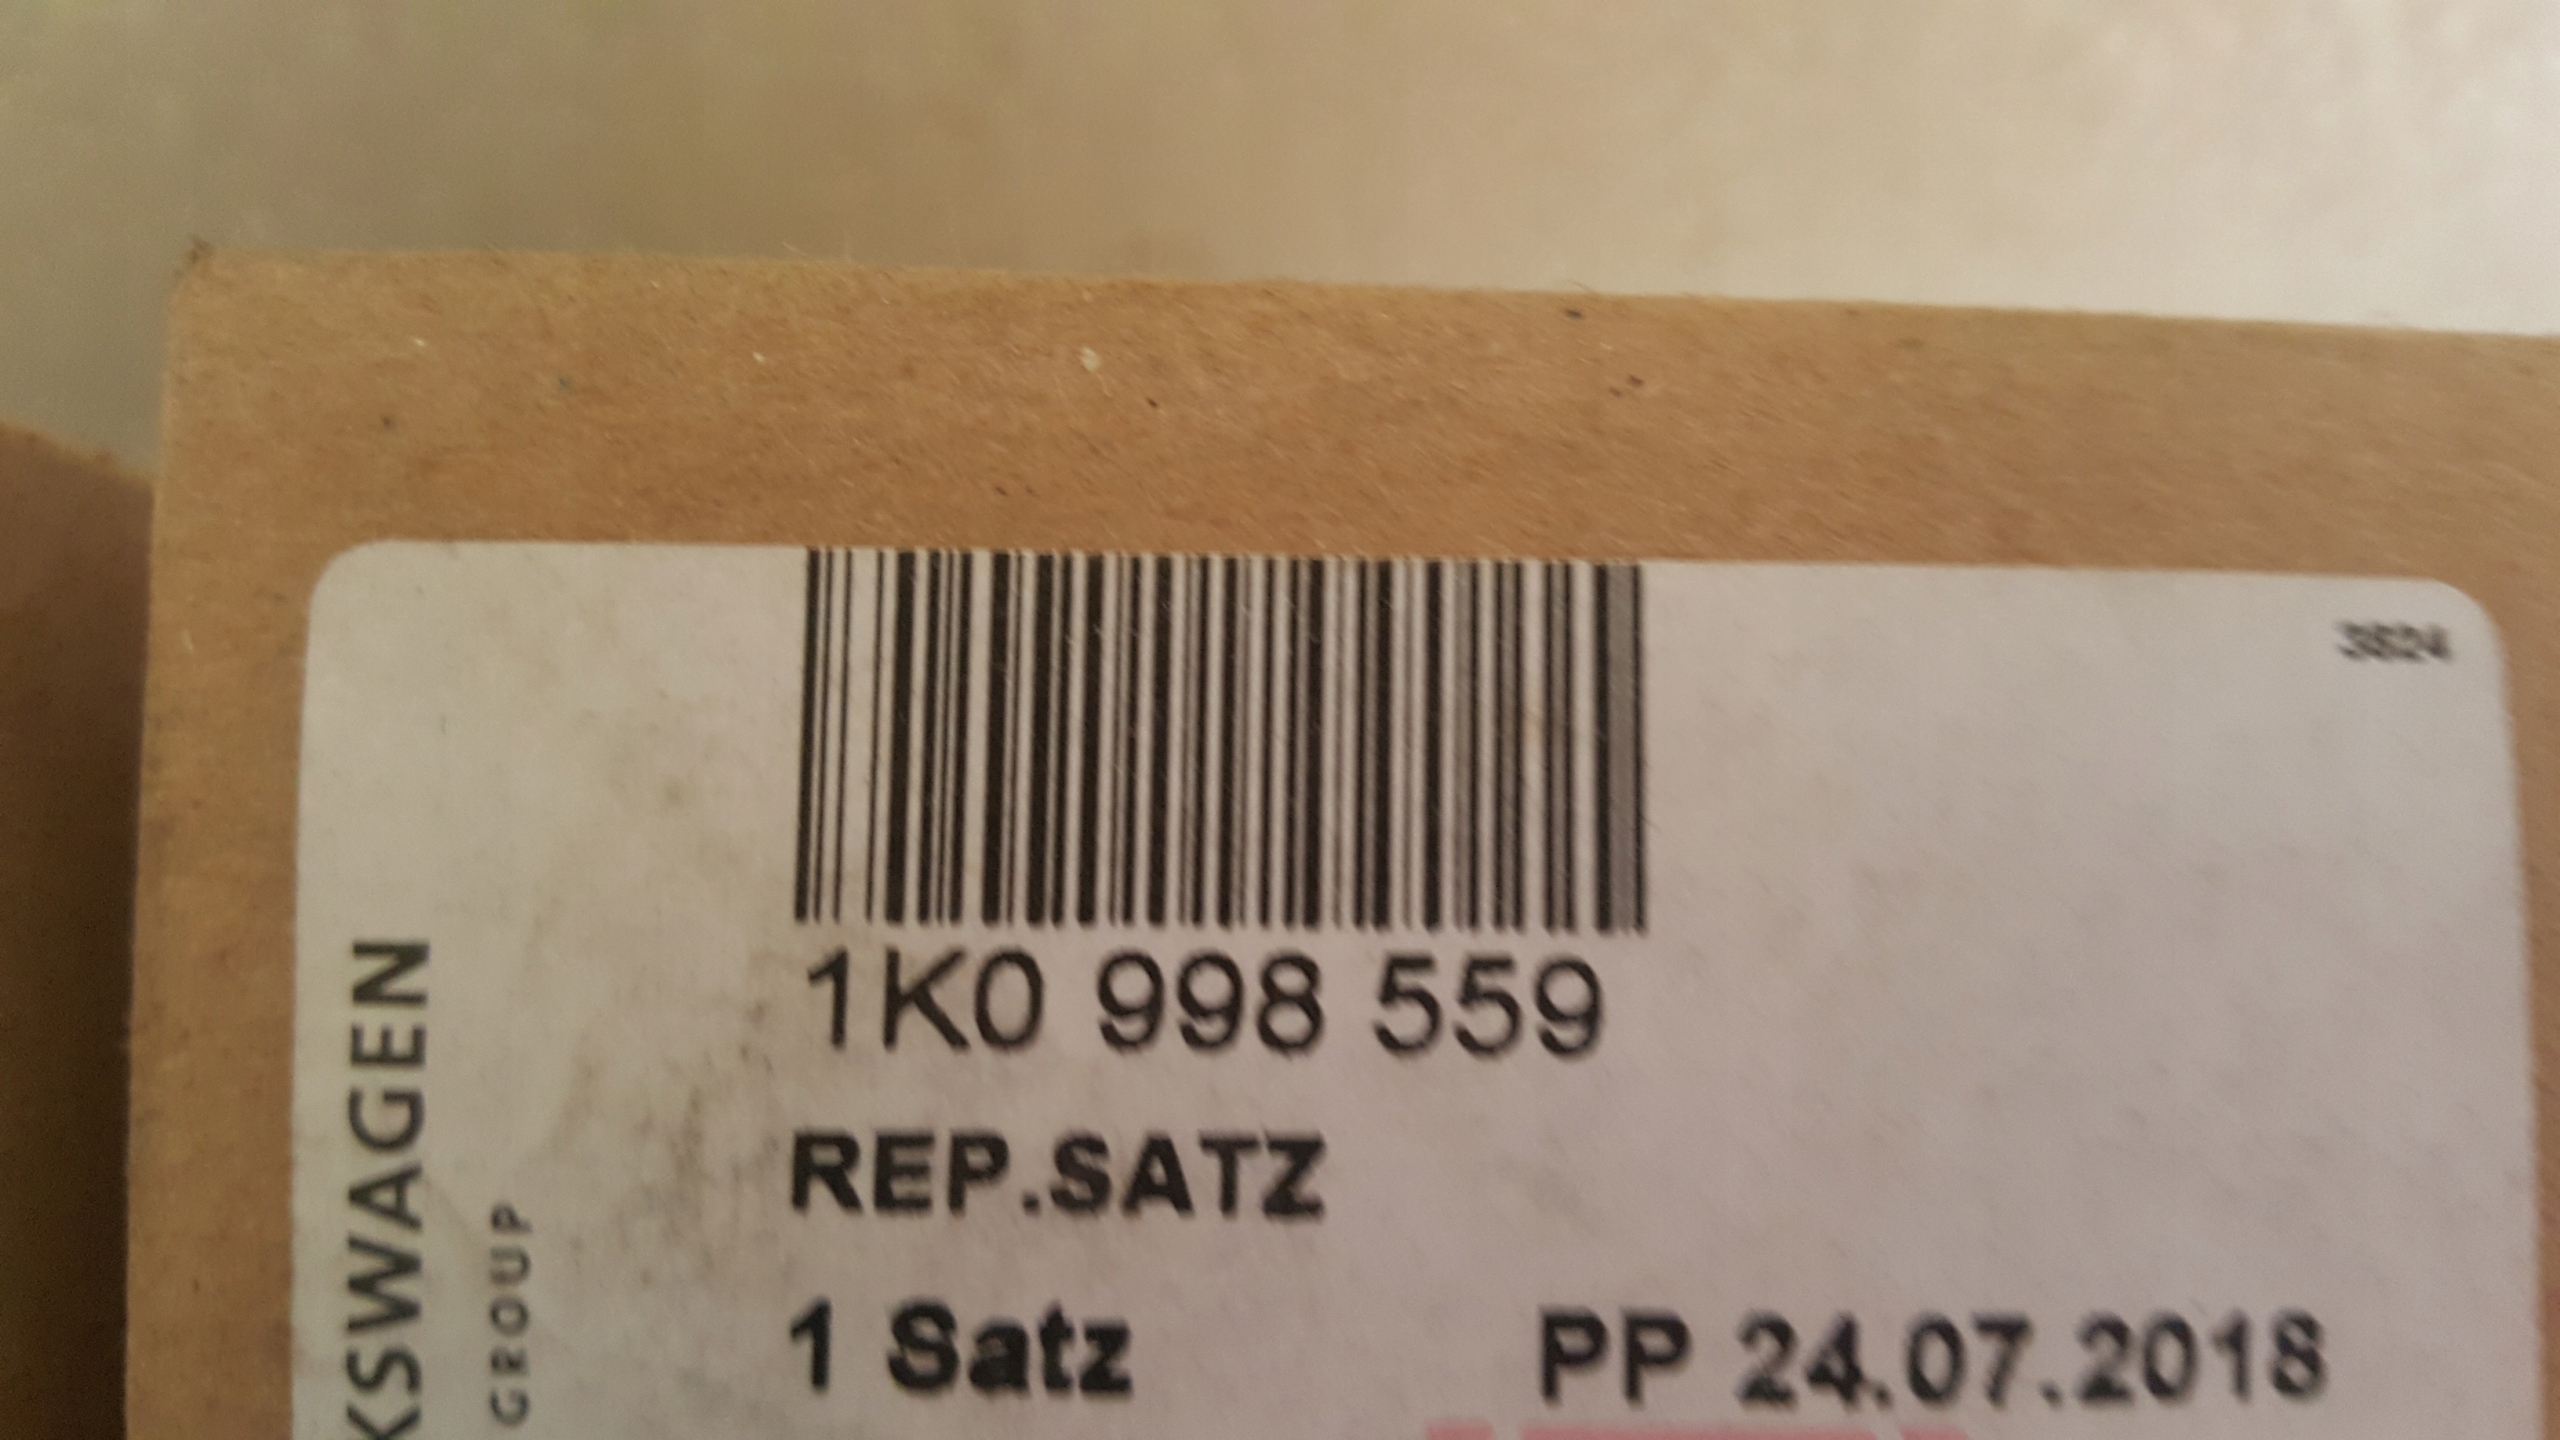 3624
1K0 998 559
REP.SATZ
1 Satz
PP 24.07.2018
KSWAGEN
GROUP